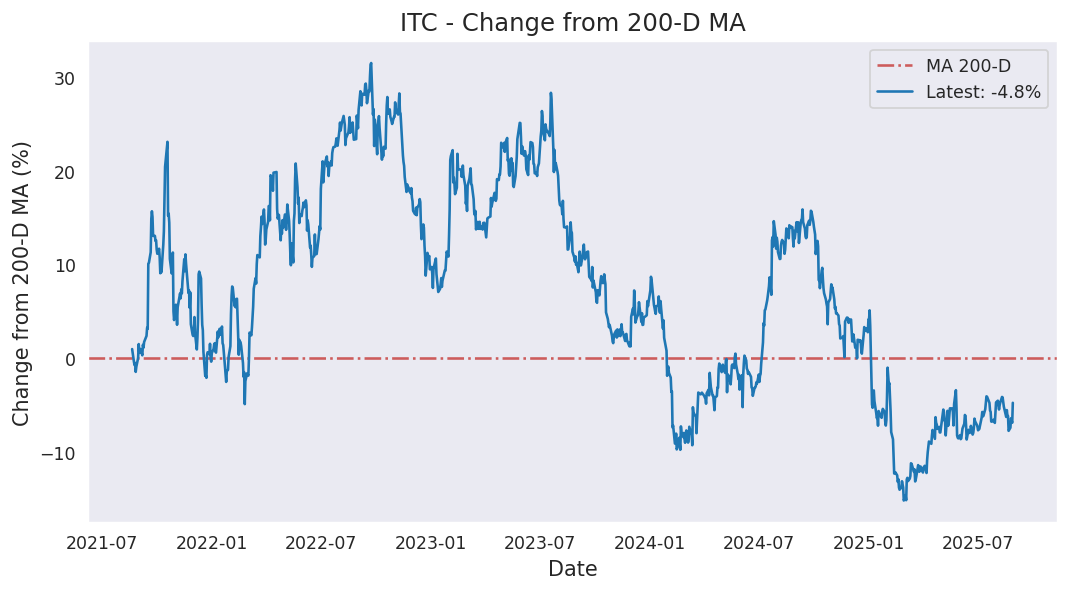 ITC - Change from 200-D MA
MA 200-D
Latest: -4.8%
Change from 200-D MA (%)
30
20
10
0
−10
2021-07 2022-01 2022-07 2023-01 2023-07 2024-01 2024-07 2025-01 2025-07
Date